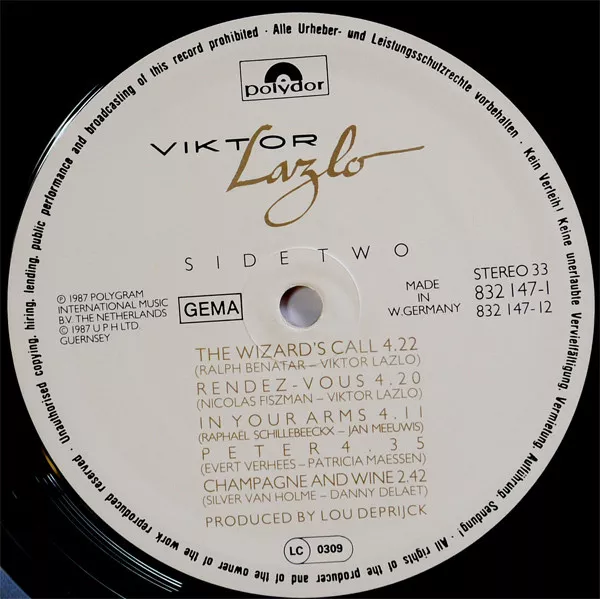 polydor
VIKTOR
Lazlo
SIDE TWO
℗ 1987 POLYGRAM
INTERNATIONAL MUSIC
B.V. THE NETHERLANDS
© 1987 U P H LTD.
GUERNSEY
GEMA
MADE
IN
W.GERMANY
STEREO 33
832 147-1
832 147-12
THE WIZARD'S CALL 4.22
(RALPH BENATAR – VIKTOR LAZLO)
RENDEZ-VOUS 4.20
(NICOLAS FISZMAN – VIKTOR LAZLO)
IN YOUR ARMS 4.11
(RAPHAEL SCHILLEBEECKX – JAN MEEUWIS)
PETER 4.35
(EVERT VERHEES – PATRICIA MAESSEN)
CHAMPAGNE AND WINE 2.42
(SILVER VAN HOLME – DANNY DELAET)
PRODUCED BY LOU DEPRIJCK
LC 0309
Alle Urheber- und Leistungsschutzrechte vorbehalten · Kein Verleih! Keine unerlaubte Vervielfältigung, Vermietung, Aufführung, Sendung! · All rights of the producer and of the owner of the work reproduced reserved · Unauthorised copying, hiring, lending, public performance and broadcasting of this record prohibited ·